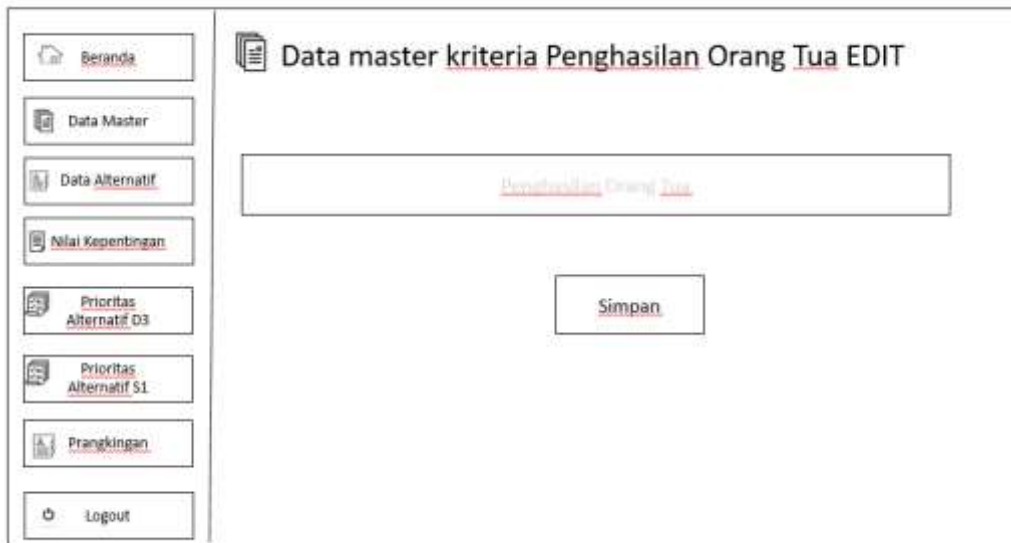 Beranda
Data Master
Data Alternatif
Nilai Kepentingan
Prioritas
Alternatif D3
Prioritas
Alternatif S1
Prangkingan
Logout
Data master kriteria Penghasilan Orang Tua EDIT
Penghasilan Orang Tua
Simpan